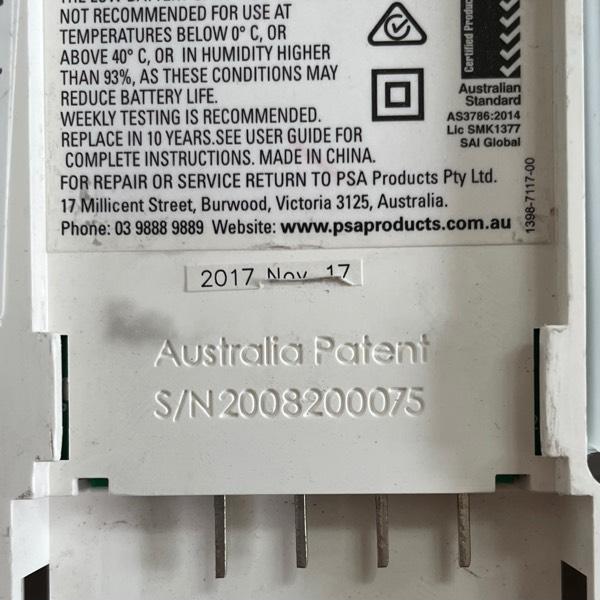 NOT RECOMMENDED FOR USE AT
TEMPERATURES BELOW 0° C, OR
ABOVE 40° C, OR IN HUMIDITY HIGHER
THAN 93%, AS THESE CONDITIONS MAY
REDUCE BATTERY LIFE.
WEEKLY TESTING IS RECOMMENDED.
REPLACE IN 10 YEARS.SEE USER GUIDE FOR
COMPLETE INSTRUCTIONS. MADE IN CHINA.
FOR REPAIR OR SERVICE RETURN TO PSA Products Pty Ltd.
17 Millicent Street, Burwood, Victoria 3125, Australia.
Phone: 03 9888 9889 Website: www.psaproducts.com.au
Certified Product
Australian
Standard
AS3786:2014
Lic SMK1377
SAI Global
1398-7117-00
2017 Nov 17
Australia Patent
S/N2008200075